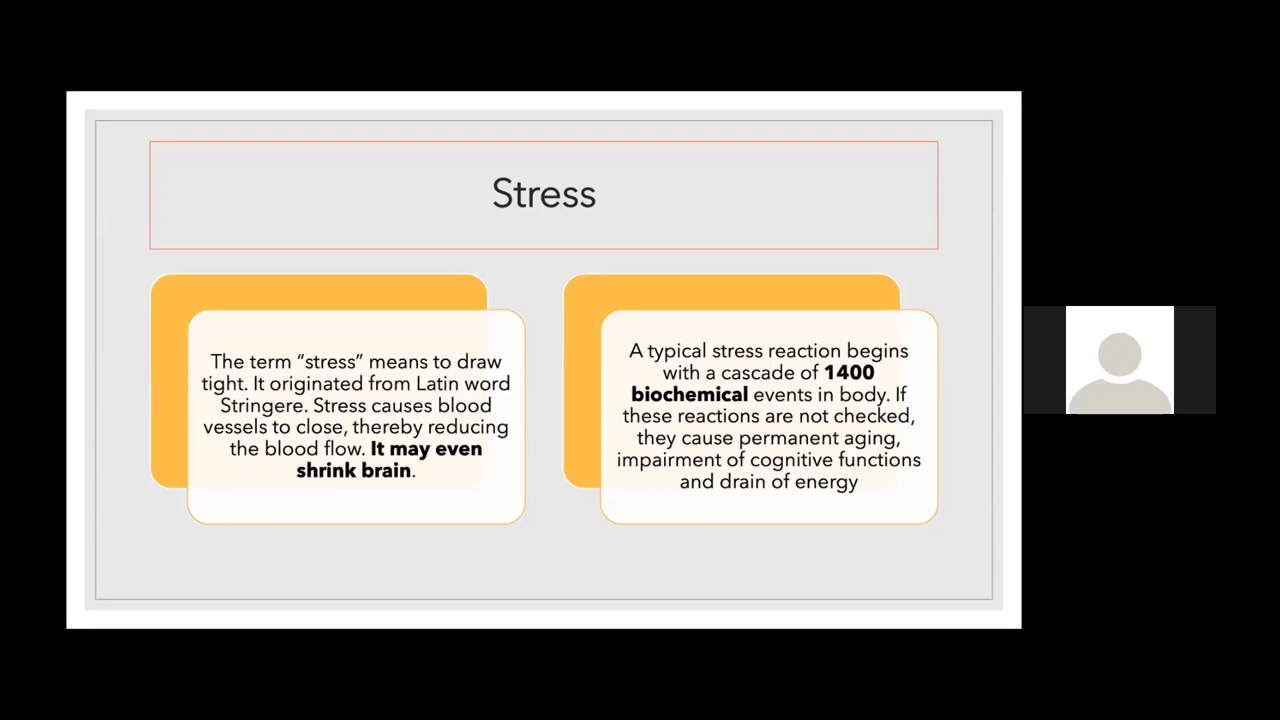 Stress
The term “stress” means to draw
tight. It originated from Latin word
Stringere. Stress causes blood
vessels to close, thereby reducing
the blood flow. It may even
shrink brain.
A typical stress reaction begins
with a cascade of 1400
biochemical events in body. If
these reactions are not checked,
they cause permanent aging,
impairment of cognitive functions
and drain of energy